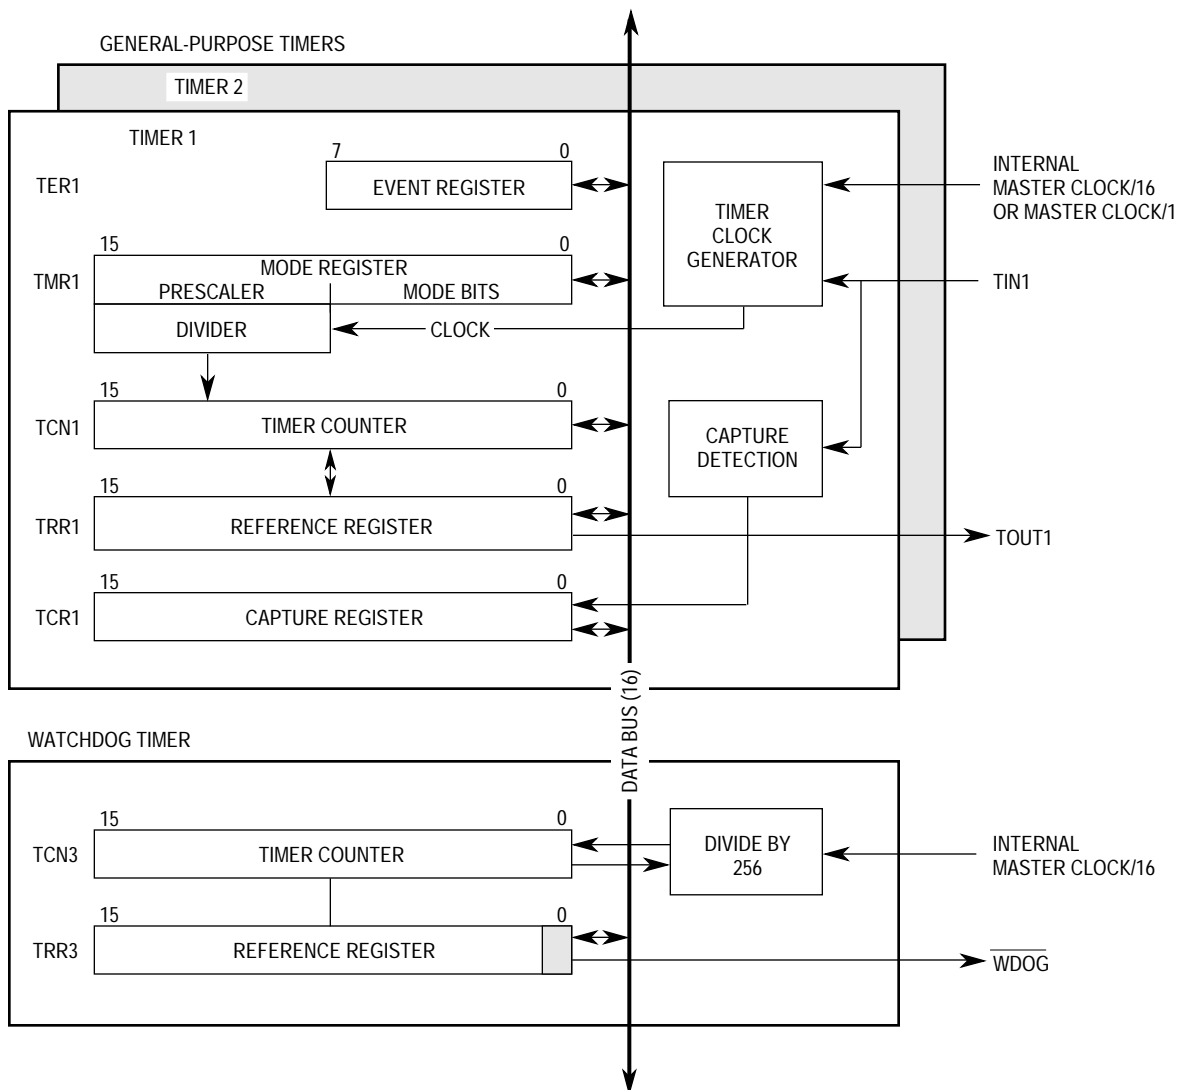 GENERAL-PURPOSE TIMERS
TIMER 2
TIMER 1
7 0
TER1
EVENT REGISTER
TIMER
CLOCK
GENERATOR
INTERNAL
MASTER CLOCK/16
OR MASTER CLOCK/1
15 0
TMR1
MODE REGISTER
PRESCALER
MODE BITS
TIN1
DIVIDER
CLOCK
15 0
TCN1
TIMER COUNTER
CAPTURE
DETECTION
15 0
TRR1
REFERENCE REGISTER
TOUT1
15 0
TCR1
CAPTURE REGISTER
DATA BUS (16)
WATCHDOG TIMER
15 0
TCN3
TIMER COUNTER
DIVIDE BY
256
INTERNAL
MASTER CLOCK/16
15 0
TRR3
REFERENCE REGISTER
WDOG